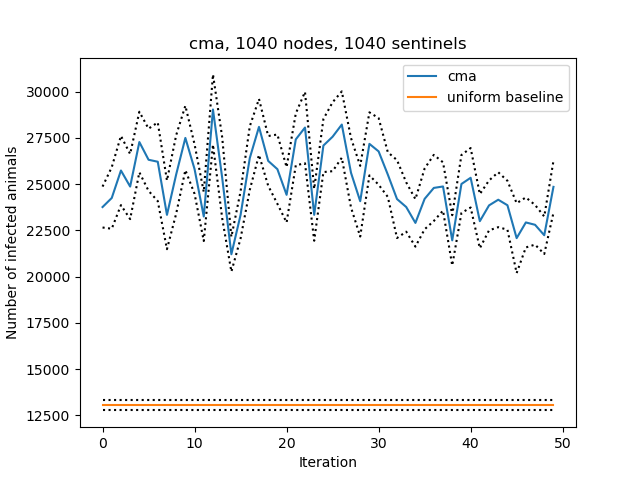 cma, 1040 nodes, 1040 sentinels
cma
uniform baseline
30000
27500
25000
22500
20000
17500
15000
12500
Number of infected animals
0 10 20 30 40 50
Iteration